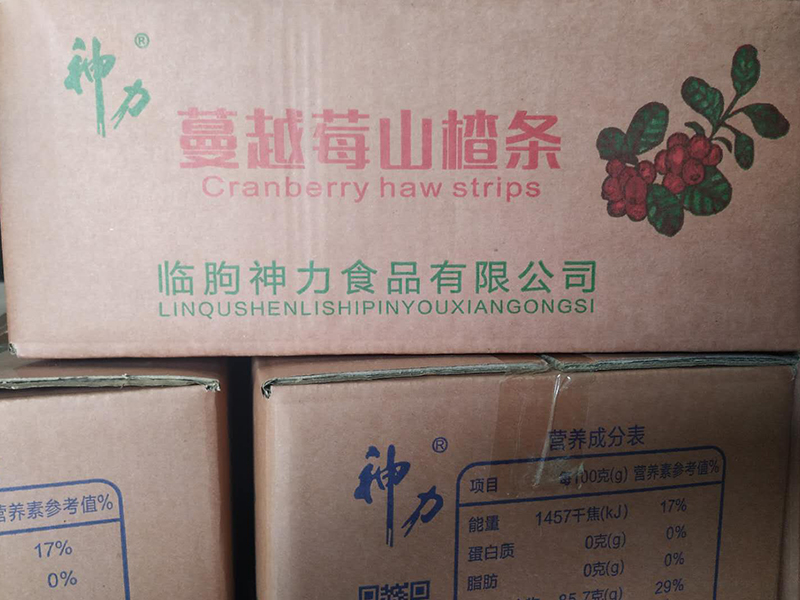 神力®
蔓越莓山楂条
Cranberry haw strips
临朐神力食品有限公司
LINQUSHENLISHIPINYOUXIANGONGSI
营养素参考值%
17%
0%
神力®
营养成分表
项目 每100克(g) 营养素参考值%
能量 1457千焦(kJ) 17%
蛋白质 0克(g) 0%
脂肪 0克(g) 0%
85.7克(g) 29%